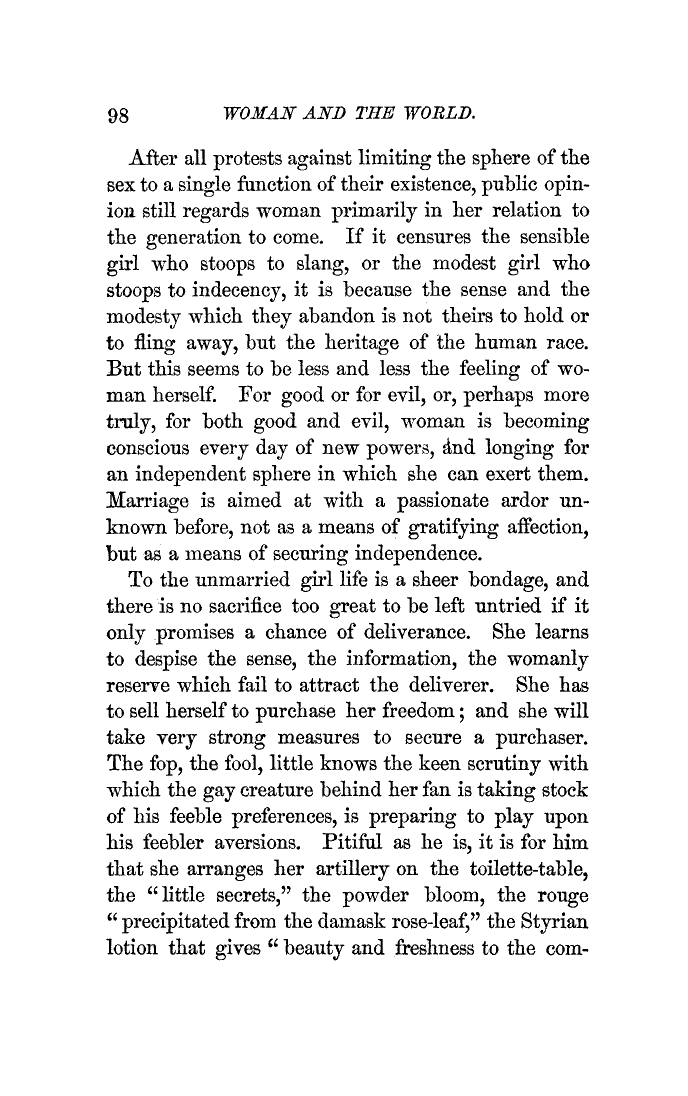 98 WOMAN AND THE WORLD.
After all protests against limiting the sphere of the
sex to a single function of their existence, public opin-
ion still regards woman primarily in her relation to
the generation to come. If it censures the sensible
girl who stoops to slang, or the modest girl who
stoops to indecency, it is because the sense and the
modesty which they abandon is not theirs to hold or
to fling away, but the heritage of the human race.
But this seems to be less and less the feeling of wo-
man herself. For good or for evil, or, perhaps more
truly, for both good and evil, woman is becoming
conscious every day of new powers, and longing for
an independent sphere in which she can exert them.
Marriage is aimed at with a passionate ardor un-
known before, not as a means of gratifying affection,
but as a means of securing independence.
To the unmarried girl life is a sheer bondage, and
there is no sacrifice too great to be left untried if it
only promises a chance of deliverance. She learns
to despise the sense, the information, the womanly
reserve which fail to attract the deliverer. She has
to sell herself to purchase her freedom; and she will
take very strong measures to secure a purchaser.
The fop, the fool, little knows the keen scrutiny with
which the gay creature behind her fan is taking stock
of his feeble preferences, is preparing to play upon
his feebler aversions. Pitiful as he is, it is for him
that she arranges her artillery on the toilette-table,
the "little secrets," the powder bloom, the rouge
"precipitated from the damask rose-leaf," the Styrian
lotion that gives "beauty and freshness to the com-